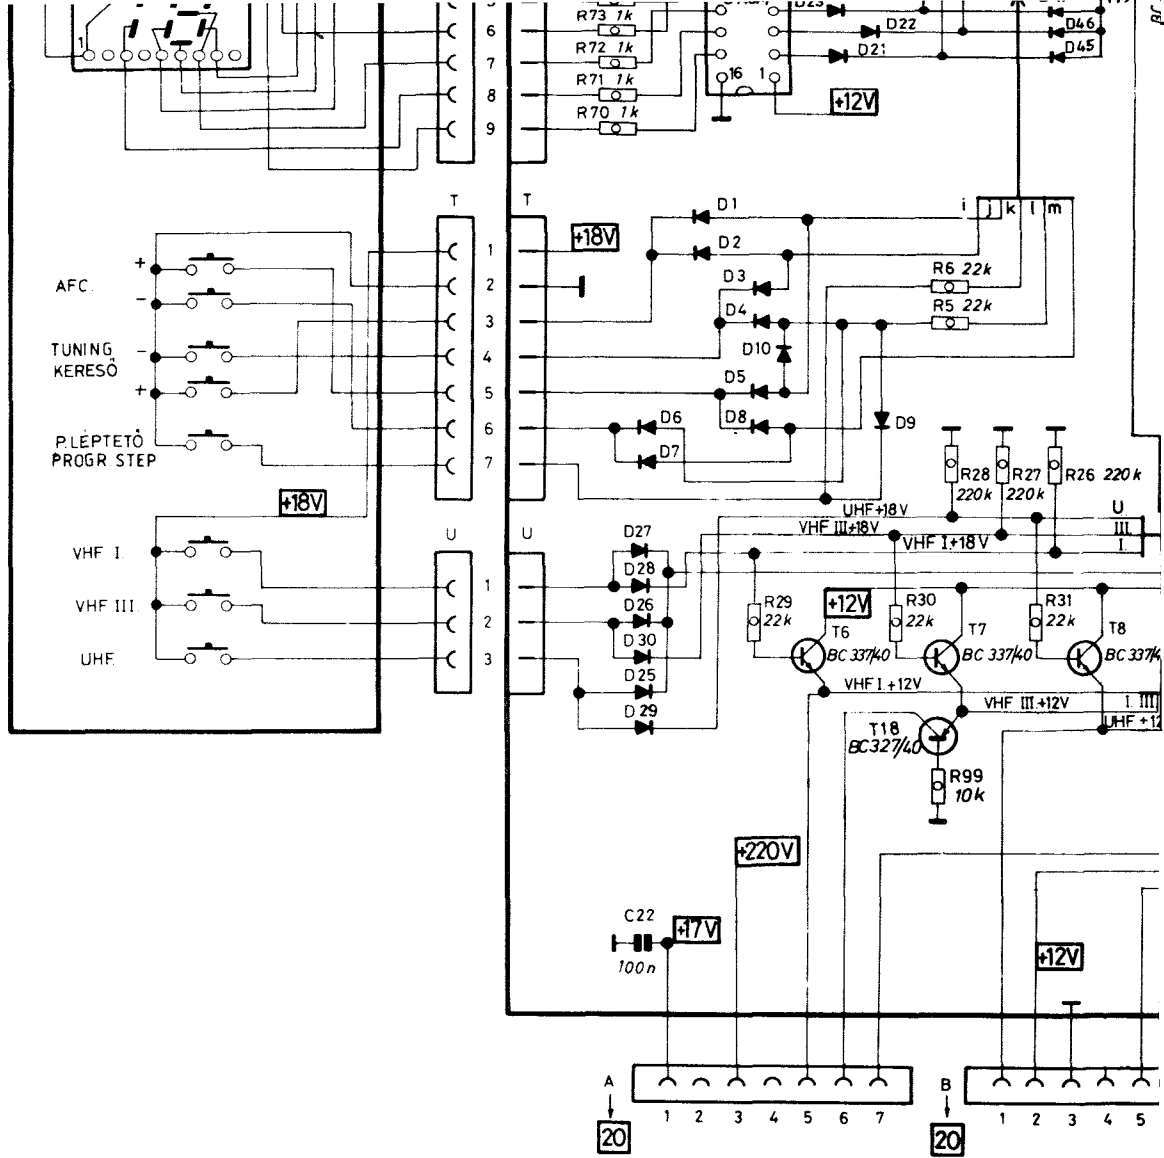 R73 1k
6
D22
D46
R72 1k
D21
D45
1
7
R71 1k
16
1
8
+12V
R70 1k
9
T
T
D1
i
j
k
l
m
+
1
+18V
D2
AFC.
2
D3
R6 22k
-
3
D4
R5 22k
TUNING
-
4
D10
KERESŐ
+
5
D5
6
D6
D8
D9
P.LÉPTETŐ
D7
PROGR. STEP
7
R28
220k
R27
220k
R26 220k
+18V
UHF+18V
U
U
U
D27
VHF III+18V
III.
VHF I.
VHF I.+18V
I.
D28
1
R29
22k
+12V
R30
22k
R31
22k
VHF III
2
D26
T6
T7
T8
D30
BC 337/40
BC 337/40
UHF.
3
D25
VHF I.+12V
D29
VHF III.+12V
I. III
T18
BC327/40
R99
10k
+220V
C22
+17V
100n
+12V
A
B
1
2
3
4
5
6
7
1
2
3
4
5
20
20